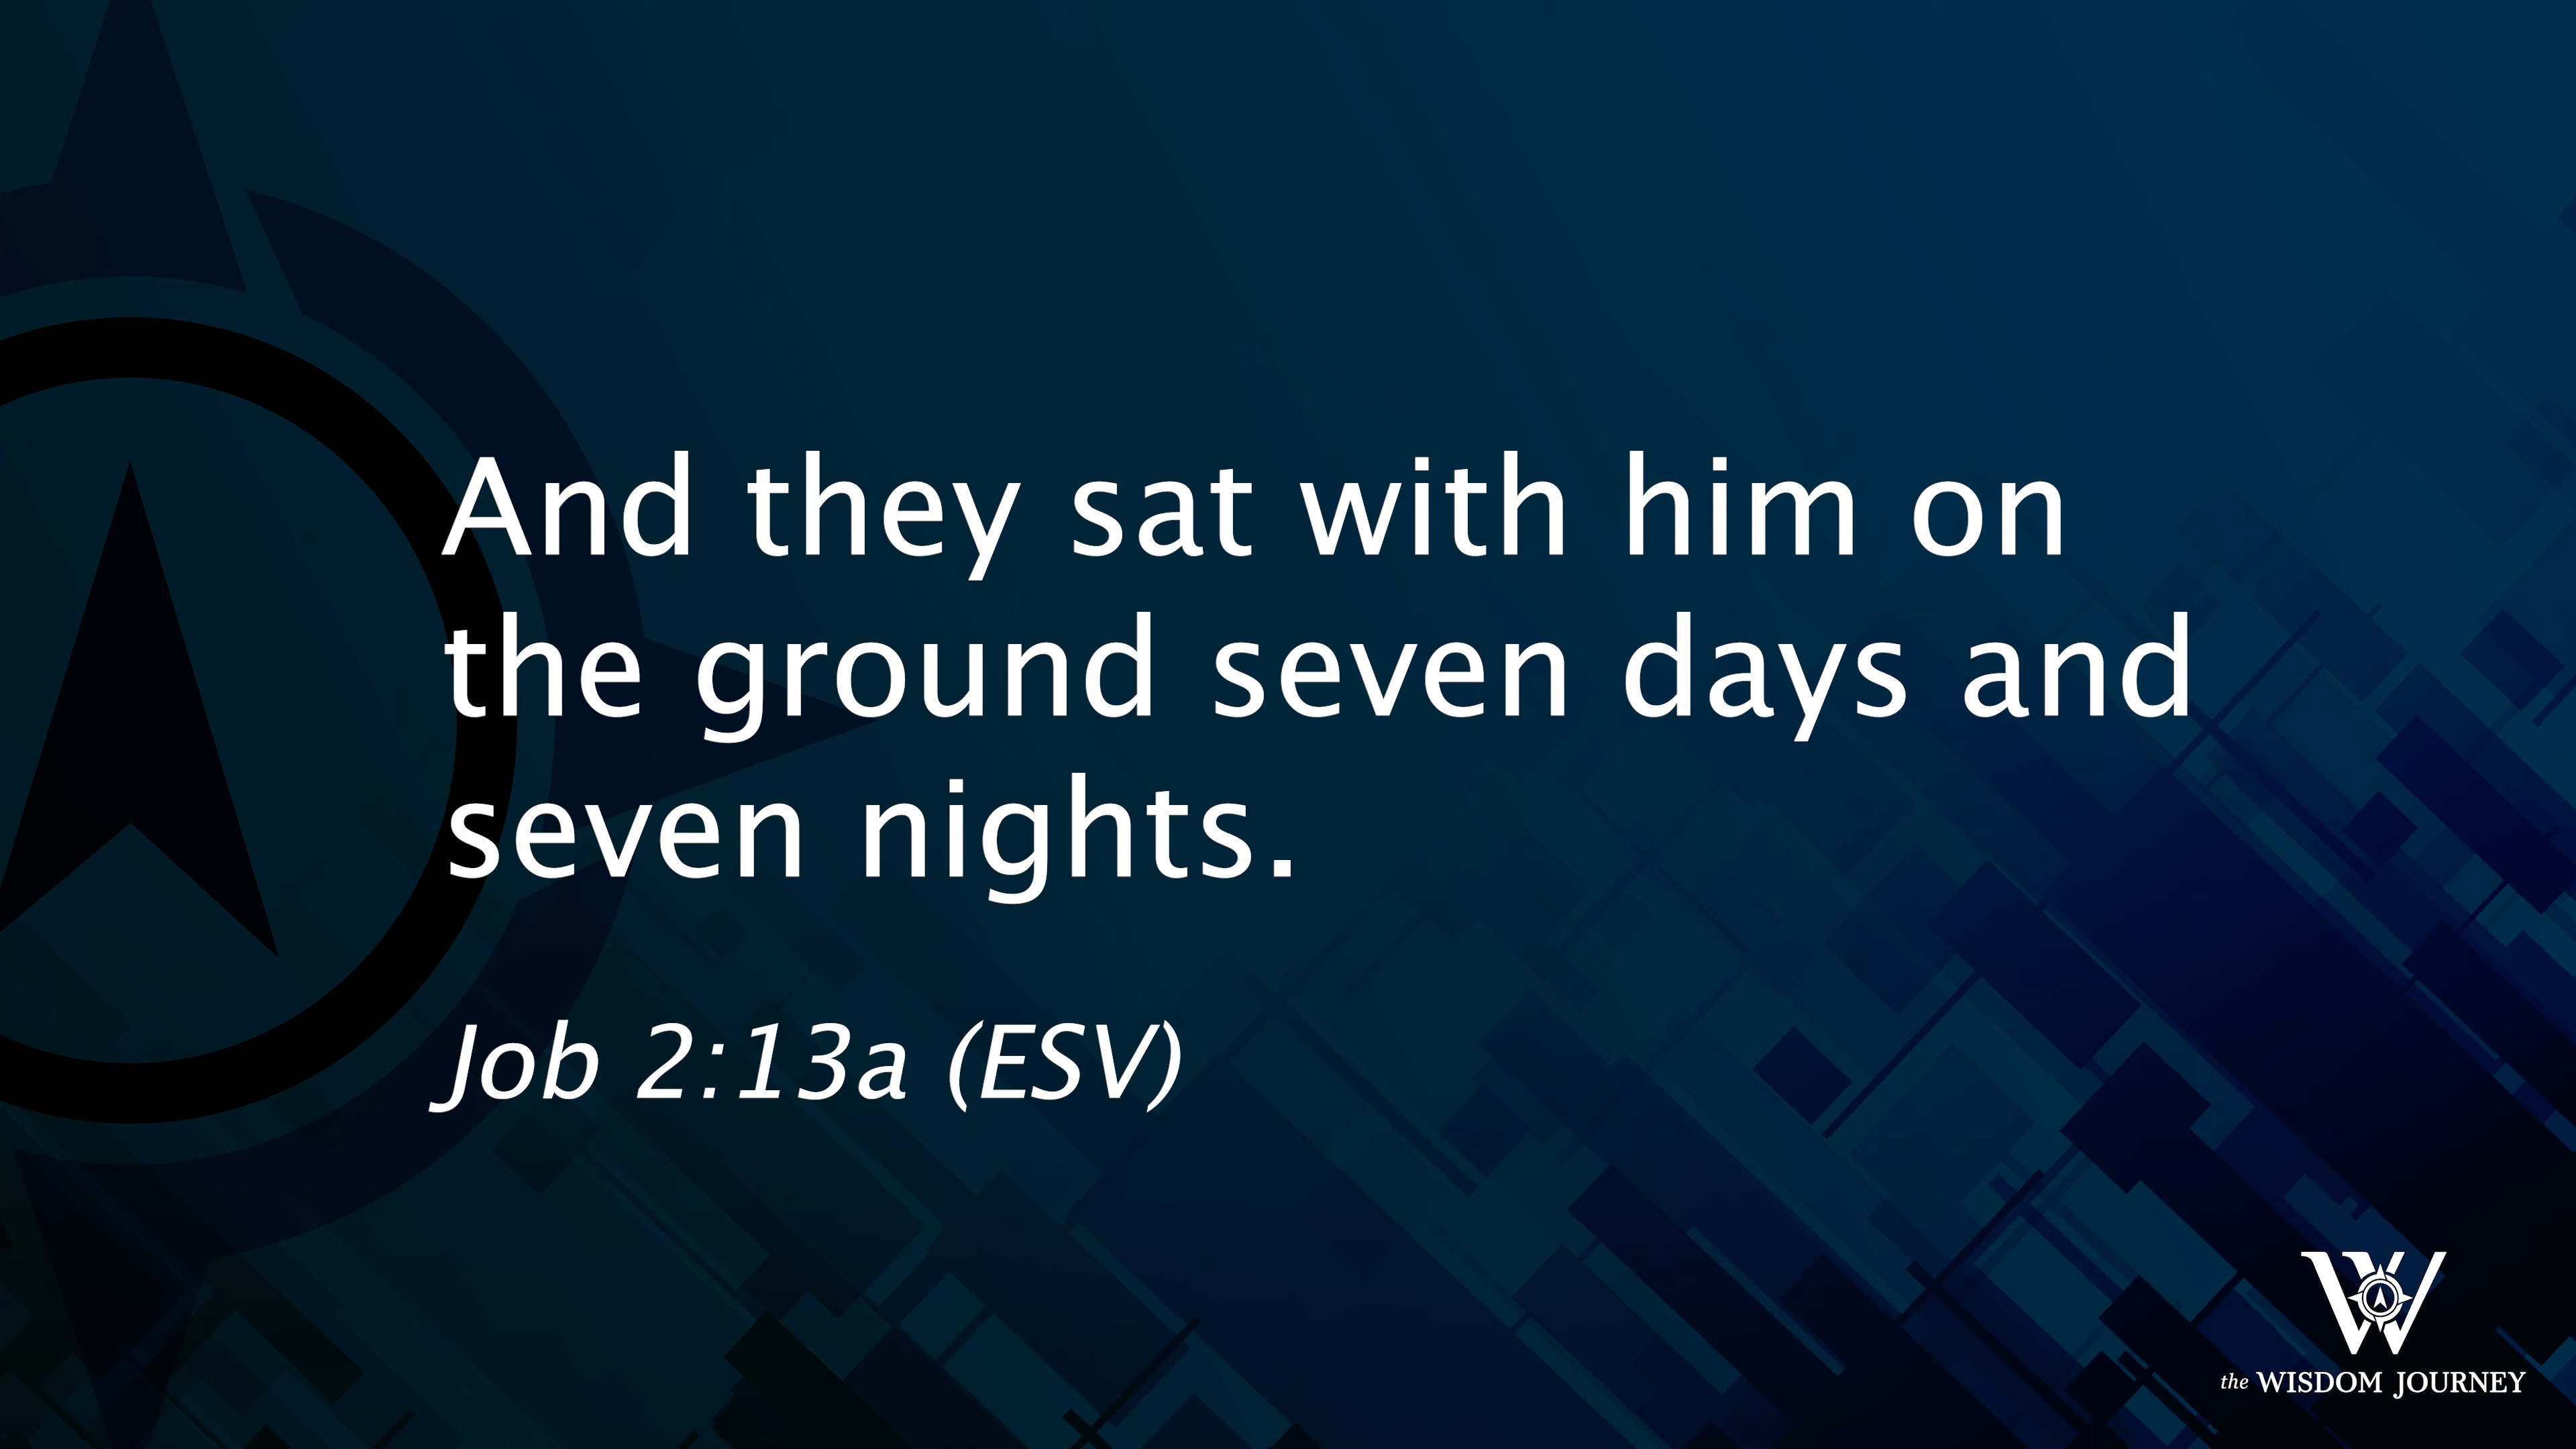 And they sat with him on
the ground seven days and
seven nights.
Job 2:13a (ESV)
W
the WISDOM JOURNEY